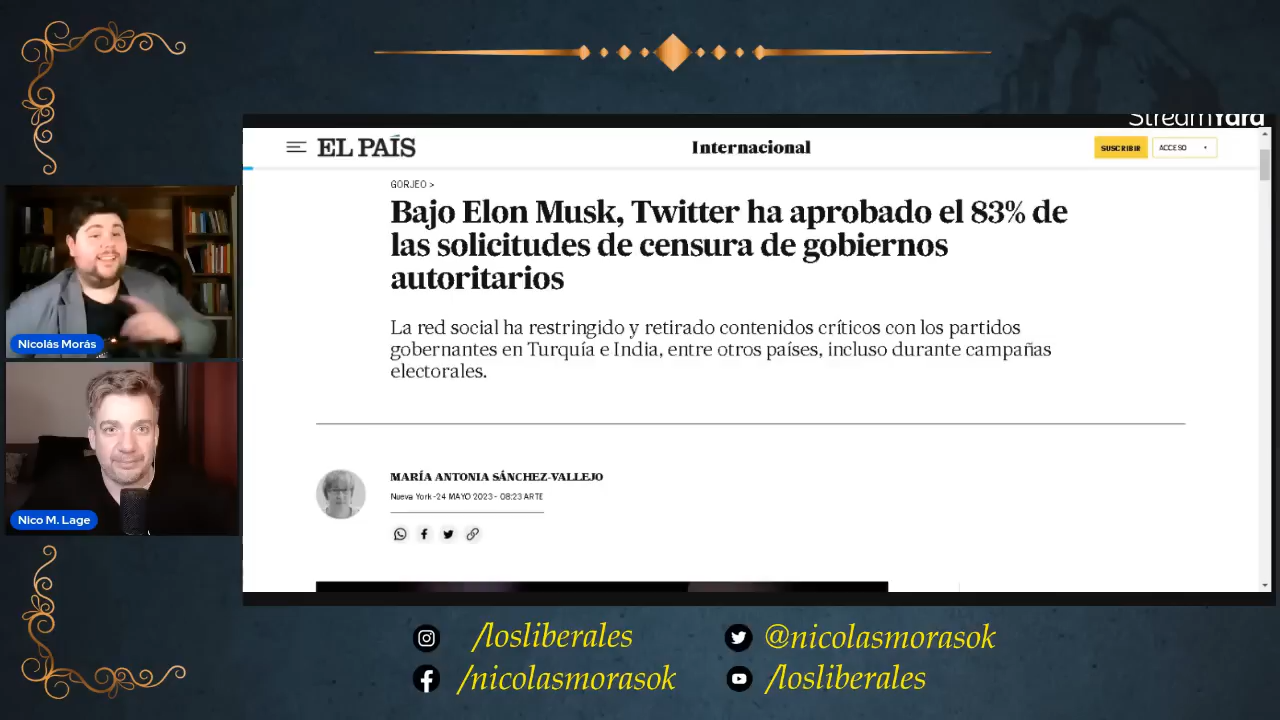 StreamYard
EL PAÍS
Internacional
SUSCRIBIR
ACCESO
GORJEO >
Bajo Elon Musk, Twitter ha aprobado el 83% de
las solicitudes de censura de gobiernos
autoritarios
La red social ha restringido y retirado contenidos críticos con los partidos
gobernantes en Turquía e India, entre otros países, incluso durante campañas
electorales.
MARÍA ANTONIA SÁNCHEZ-VALLEJO
Nueva York -24 MAYO 2023 - 08:23 ARTE
Nicolás Morás
Nico M. Lage
/losliberales
@nicolasmorasok
/nicolasmorasok
/losliberales